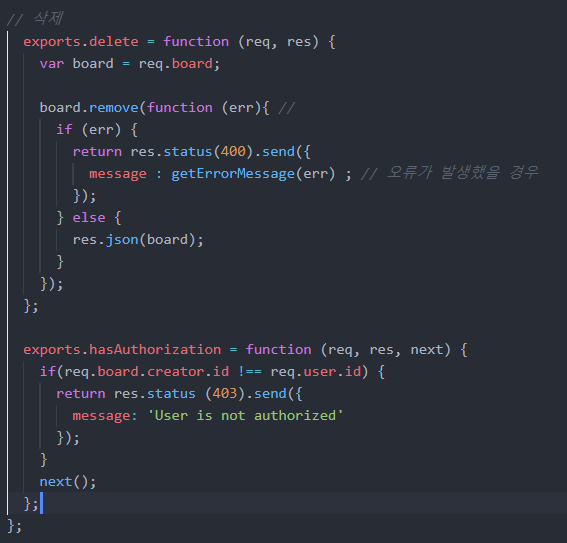 // 삭제
exports.delete = function (req, res) {
var board = req.board;
board.remove(function (err){ //
if (err) {
return res.status(400).send({
message : getErrorMessage(err) ; // 오류가 발생했을 경우
});
} else {
res.json(board);
}
});
};
exports.hasAuthorization = function (req, res, next) {
if(req.board.creator.id !== req.user.id) {
return res.status (403).send({
message: 'User is not authorized'
});
}
next();
};
};